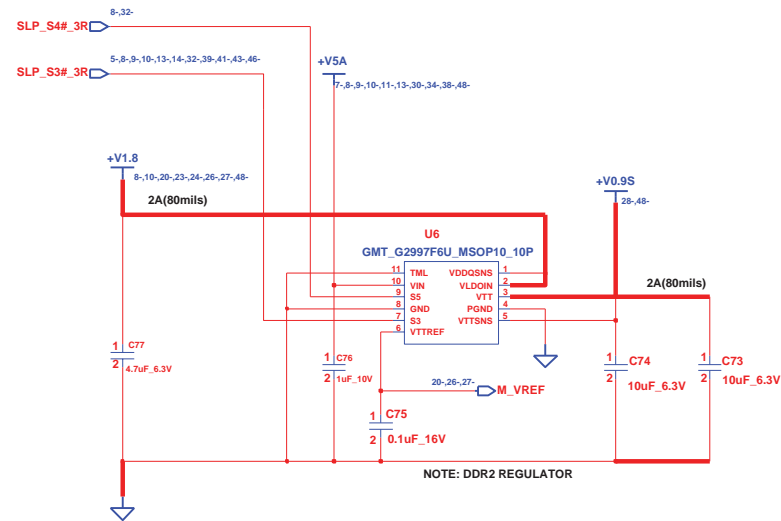 8-,32-
SLP_S4#_3R
5-,8-,9-,10-,13-,14-,32-,39-,41-,43-,46-
SLP_S3#_3R
+V5A
7-,8-,9-,10-,11-,13-,30-,34-,38-,48-
+V1.8
8-,10-,20-,23-,24-,26-,27-,48-
2A(80mils)
+V0.9S
28-,48-
U6
GMT_G2997F6U_MSOP10_10P
11 TML VDDQSNS 1
10 VIN VLDOIN 2
9 S5 VTT 3
8 GND PGND 4
7 S3 VTTSNS 5
6 VTTREF
2A(80mils)
1 C77
2 4.7uF_6.3V
1 C76
2 1uF_10V
1 C74
2 10uF_6.3V
1 C73
2 10uF_6.3V
20-,26-,27-
M_VREF
1 C75
2 0.1uF_16V
NOTE: DDR2 REGULATOR